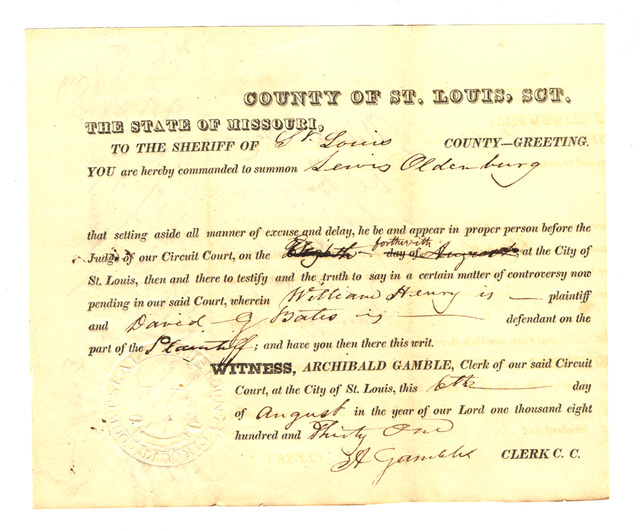 COUNTY OF ST. LOUIS, SCT.
THE STATE OF MISSOURI,
TO THE SHERIFF OF St. Louis COUNTY—GREETING.
YOU are hereby commanded to summon Lewis Oldenburg
that setting aside all manner of excuse and delay, he be and appear in proper person before the
Judge of our Circuit Court, on the forthwith day of August at the City of
St. Louis, then and there to testify and the truth to say in a certain matter of controversy now
pending in our said Court, wherein William Henry is — plaintiff
and David G Bates is — defendant on the
part of the Plaintiff; and have you then there this writ.
WITNESS, ARCHIBALD GAMBLE, Clerk of our said Circuit
Court, at the City of St. Louis, this 6th — day
of August in the year of our Lord one thousand eight
hundred and Thirty One
A Gamble CLERK C. C.